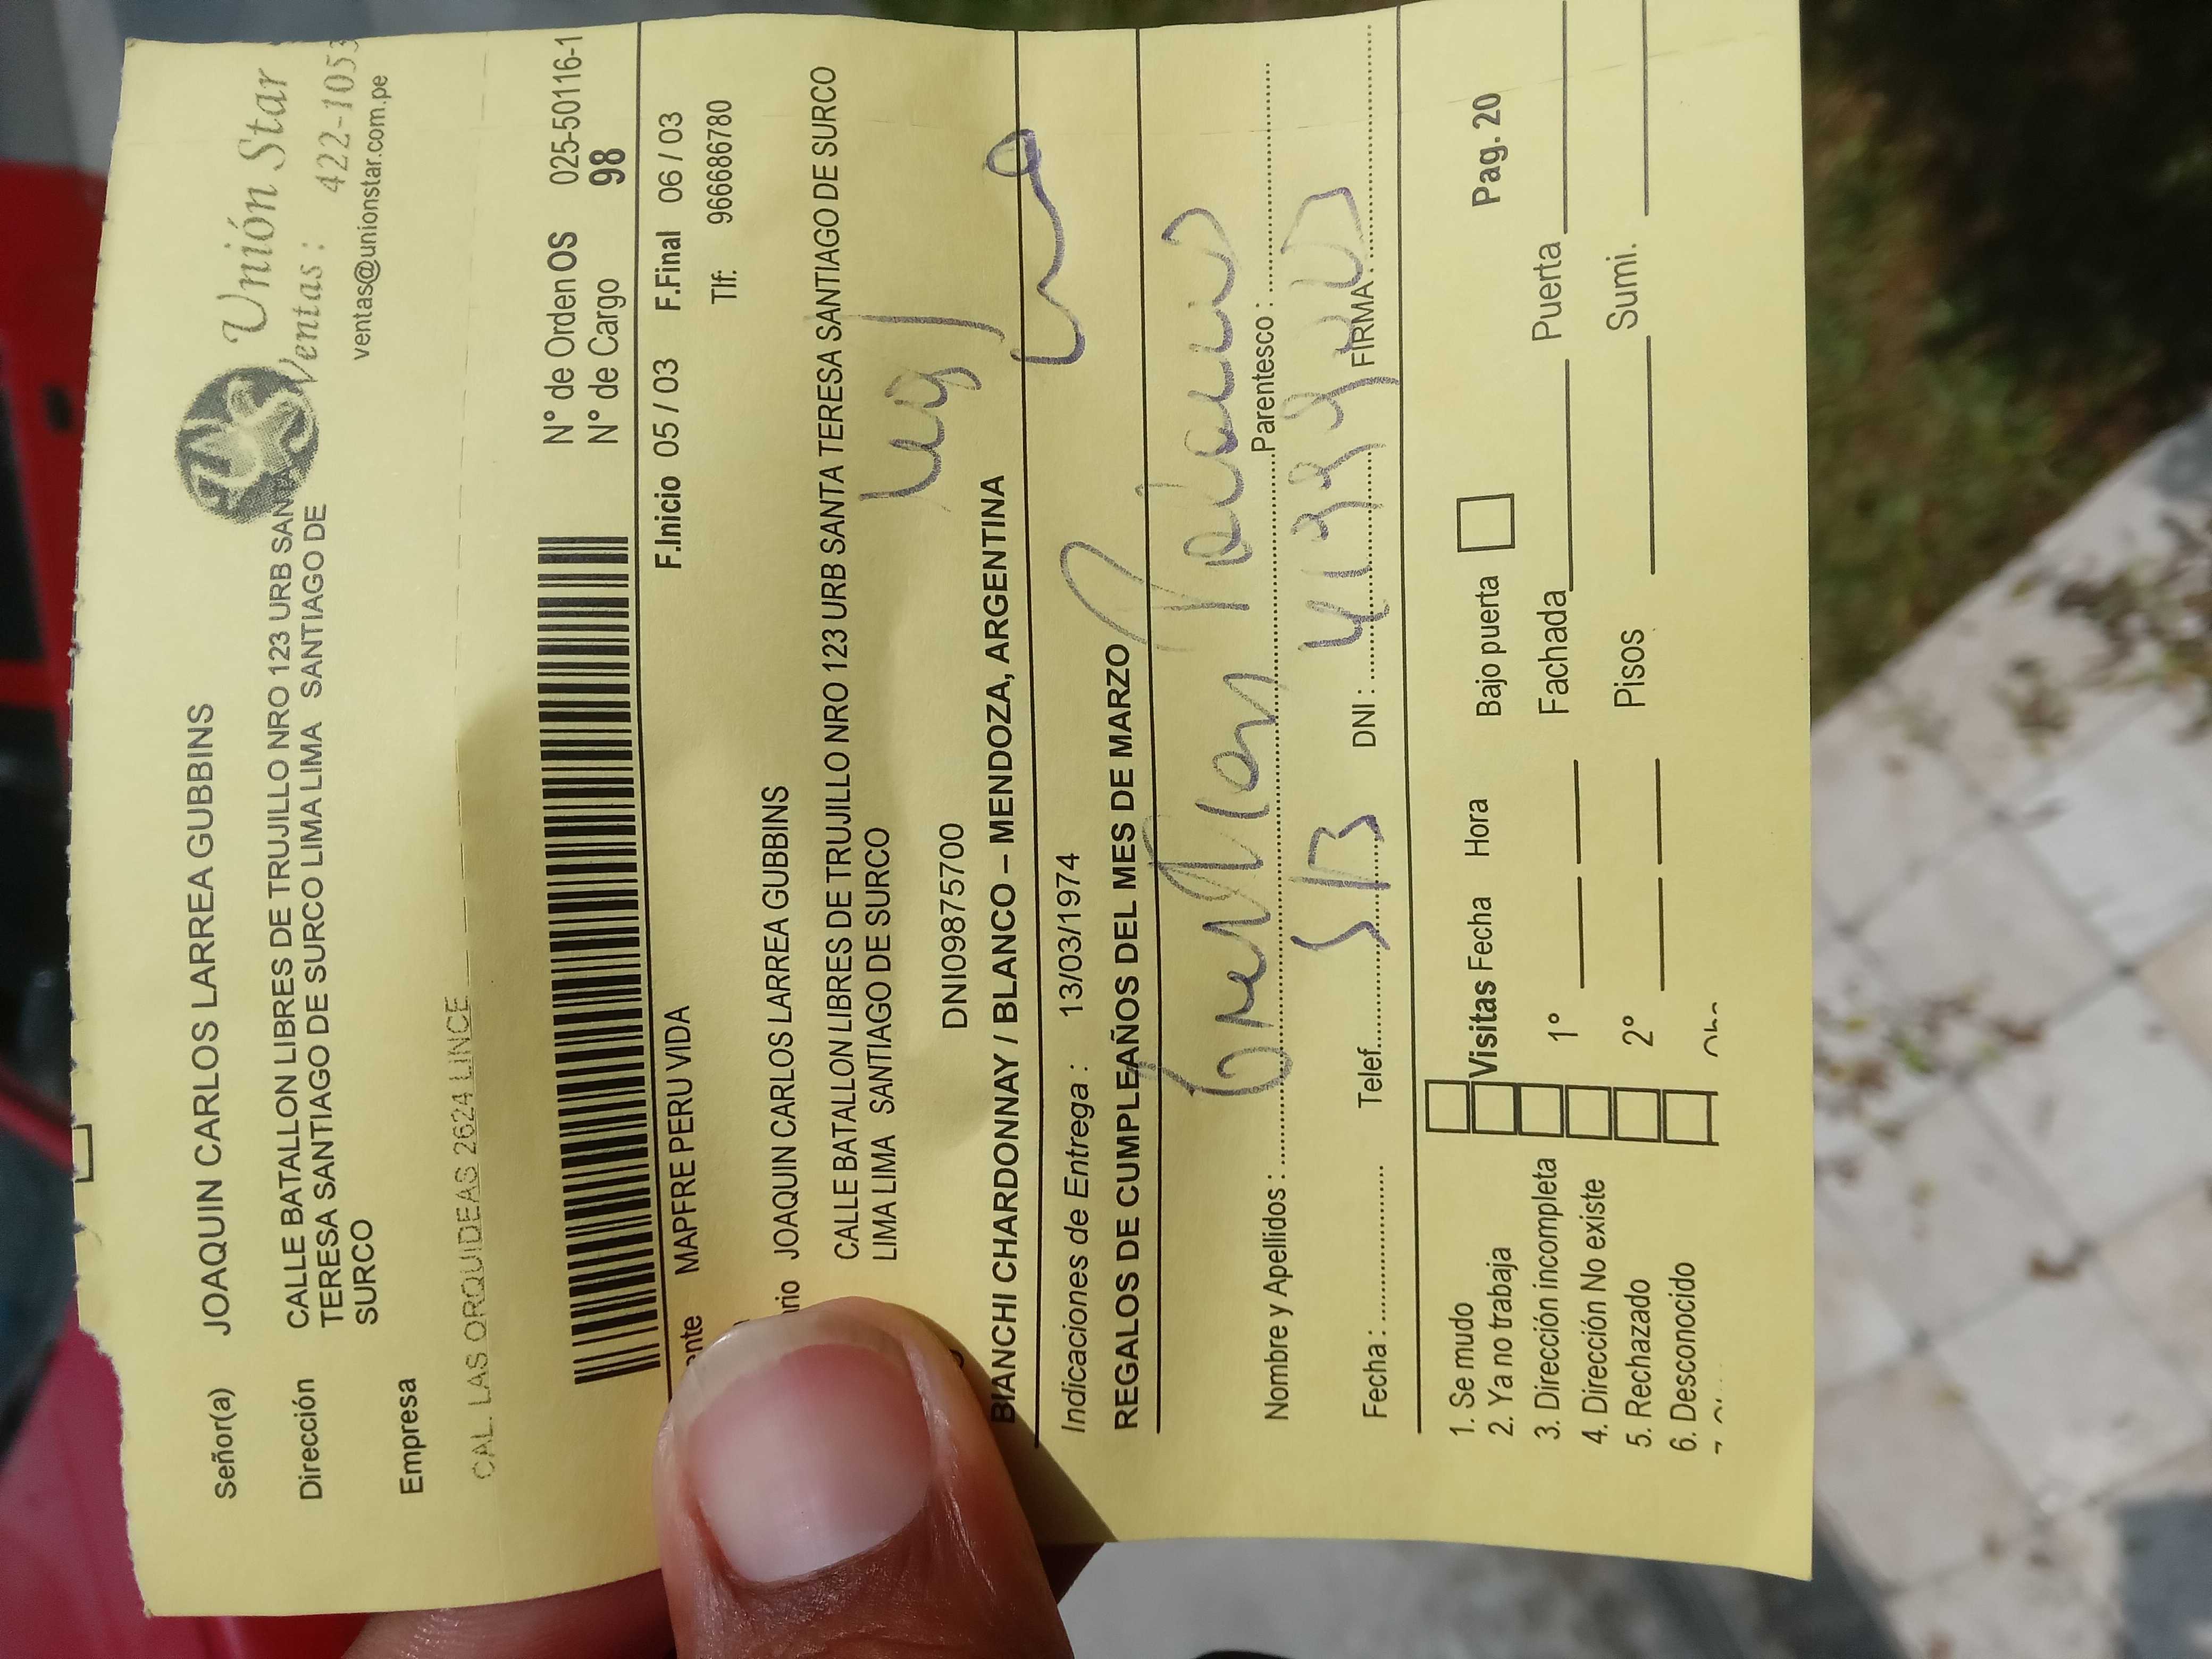 Señor(a) JOAQUIN CARLOS LARREA GUBBINS
Unión Star
Ventas : 422-105
ventas@unionstar.com.pe
Dirección CALLE BATALLON LIBRES DE TRUJILLO NRO 123 URB SANTA
TERESA SANTIAGO DE SURCO LIMA LIMA SANTIAGO DE
SURCO
Empresa
CAL. LAS ORQUIDEAS 2624 LINCE
N° de Orden OS 025-50116-1
N° de Cargo 98
ente MAPFRE PERU VIDA F.Inicio 05 / 03 F.Final 06 / 03
Tlf: 966686780
rio JOAQUIN CARLOS LARREA GUBBINS
CALLE BATALLON LIBRES DE TRUJILLO NRO 123 URB SANTA TERESA SANTIAGO DE SURCO
LIMA LIMA SANTIAGO DE SURCO
DNI09875700
BIANCHI CHARDONNAY / BLANCO – MENDOZA, ARGENTINA
Indicaciones de Entrega : 13/03/1974
REGALOS DE CUMPLEAÑOS DEL MES DE MARZO
Nombre y Apellidos : Parentesco :
Fecha : Telef. DNI : FIRMA:
1. Se mudo
2. Ya no trabaja
3. Dirección incompleta
4. Dirección No existe
5. Rechazado
6. Desconocido
Visitas Fecha Hora Bajo puerta Pag. 20
1° Fachada Puerta
2° Pisos Sumi.